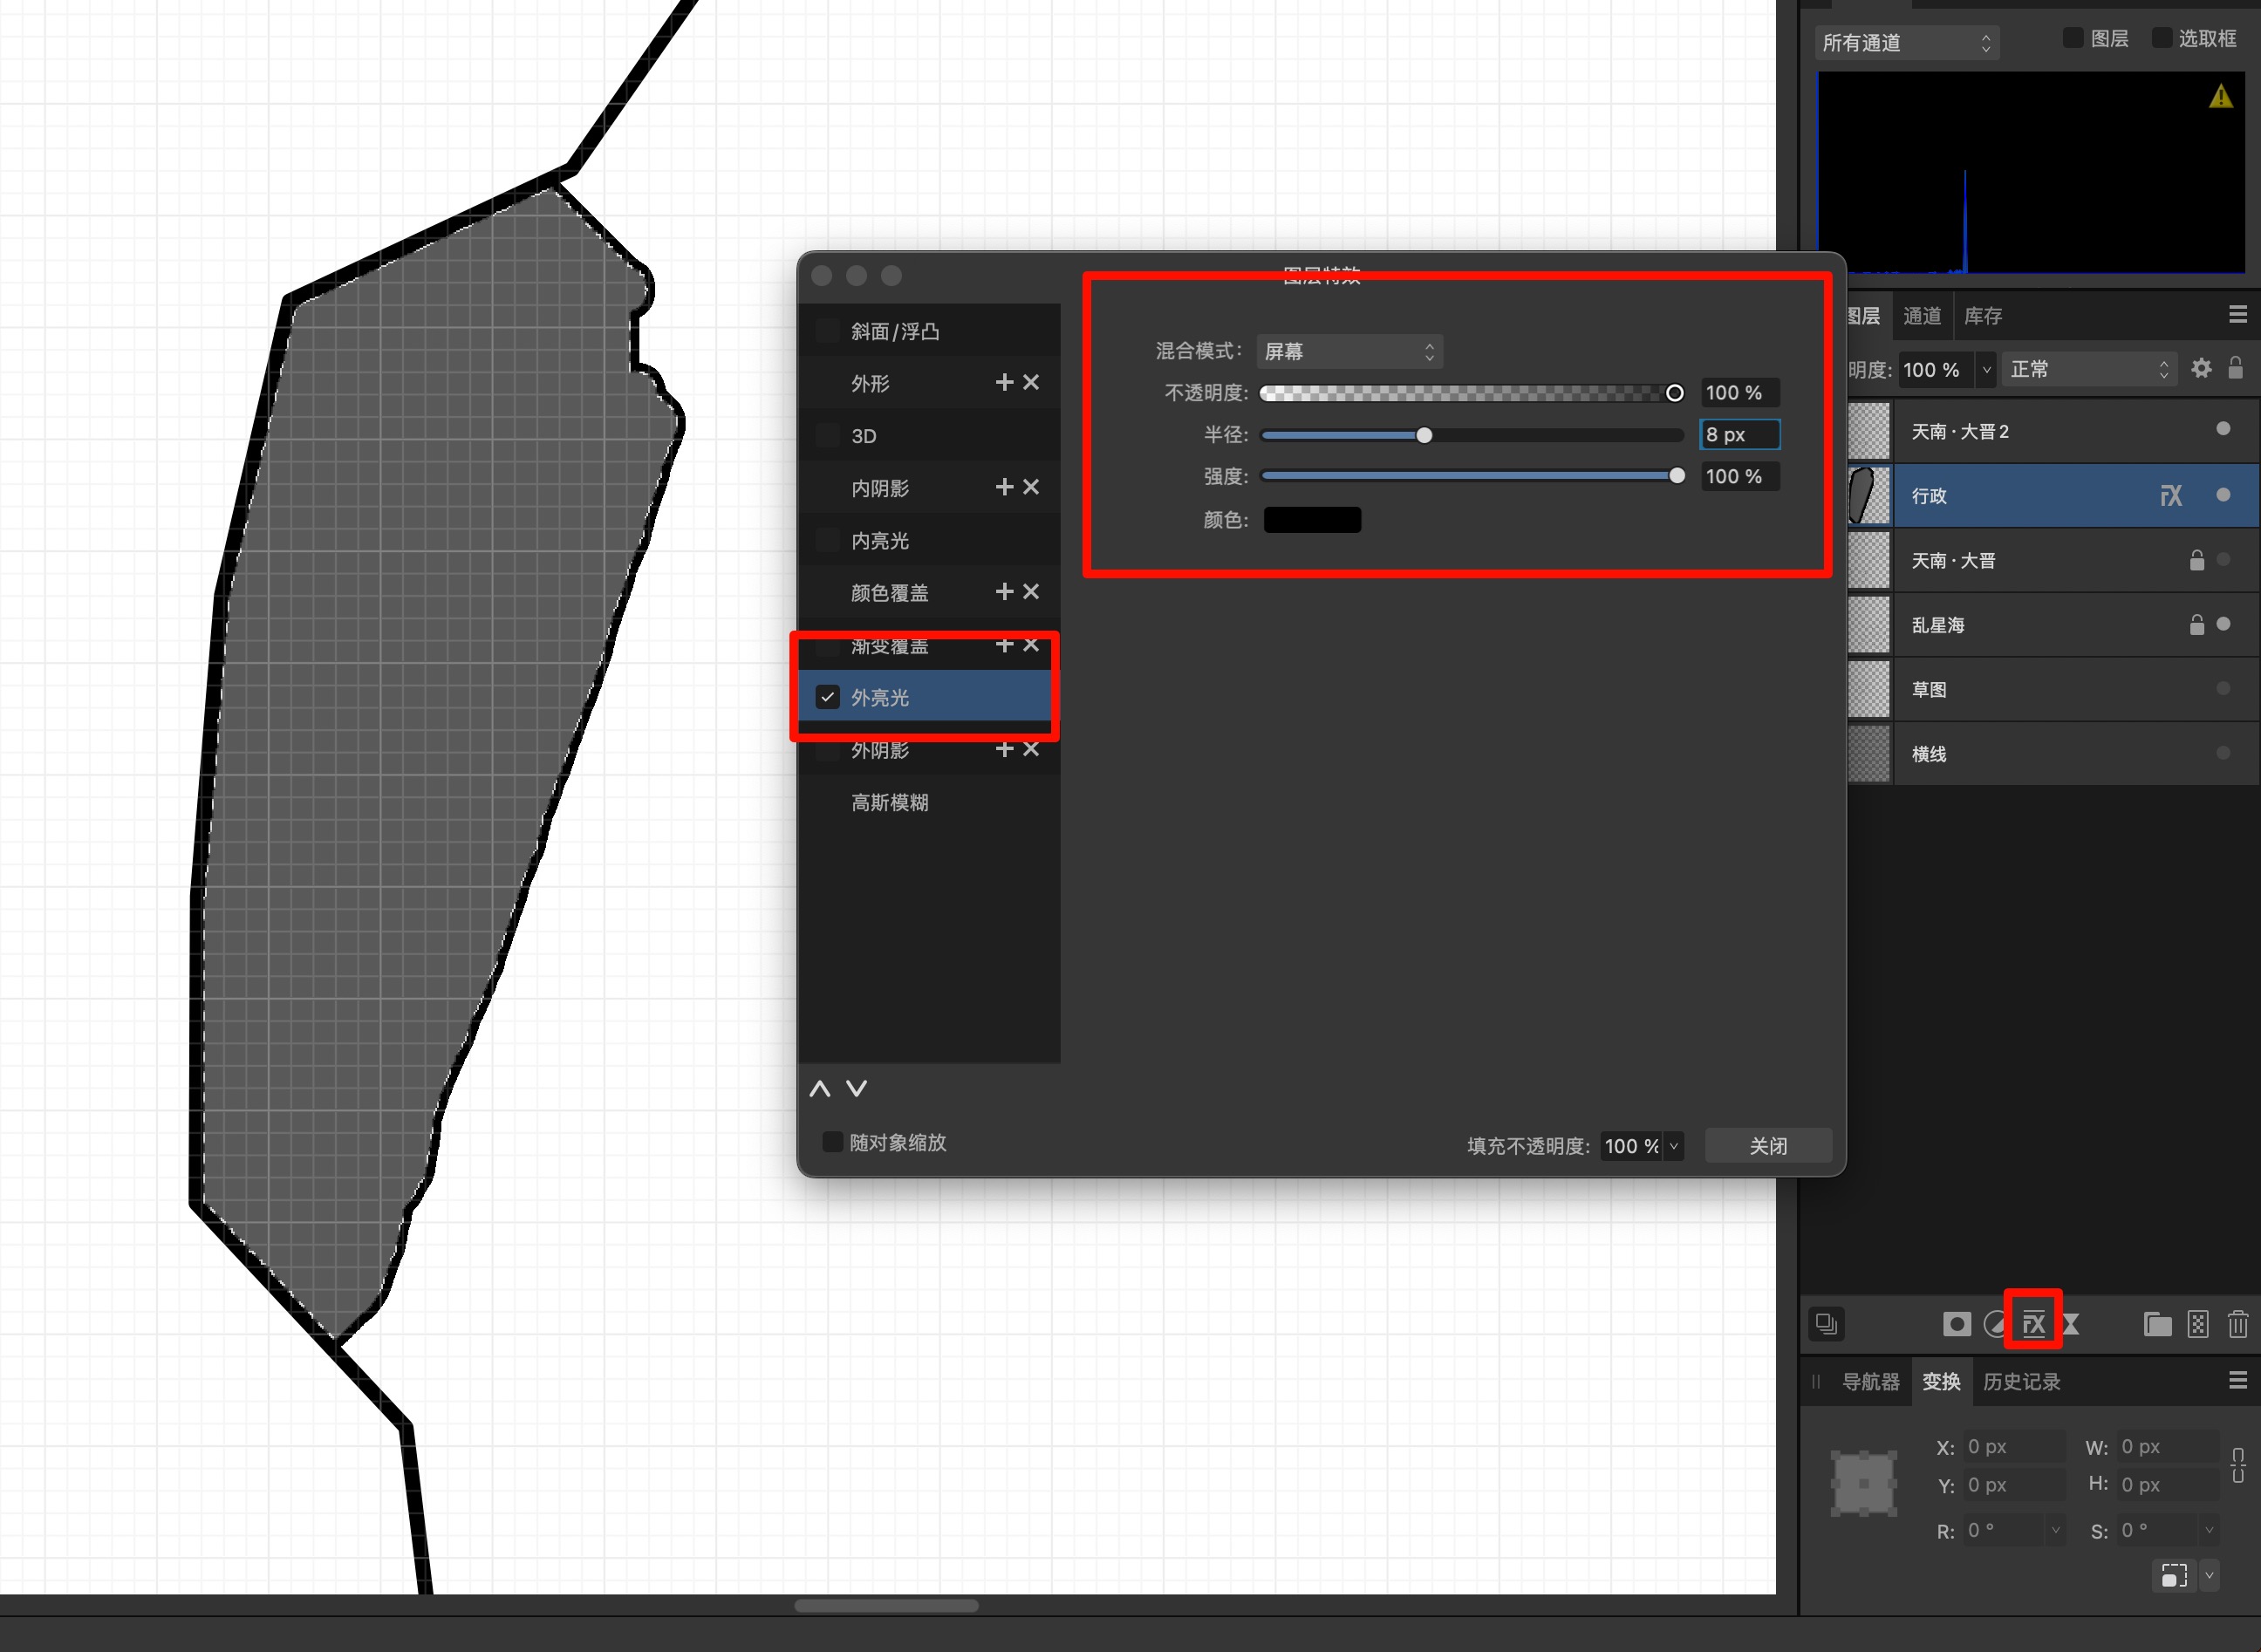 所有通道
图层
选取框
图层特效
斜面/浮凸
外形
3D
内阴影
内亮光
颜色覆盖
渐变覆盖
外亮光
外阴影
高斯模糊
混合模式: 屏幕
不透明度: 100 %
半径: 8 px
强度: 100 %
颜色:
随对象缩放
填充不透明度: 100 %
关闭
图层 通道 库存
明度: 100 % 正常
天南 · 大晋 2
行政 FX
天南 · 大晋
乱星海
草图
横线
FX
导航器 变换 历史记录
X: 0 px W: 0 px
Y: 0 px H: 0 px
R: 0 ° S: 0 °